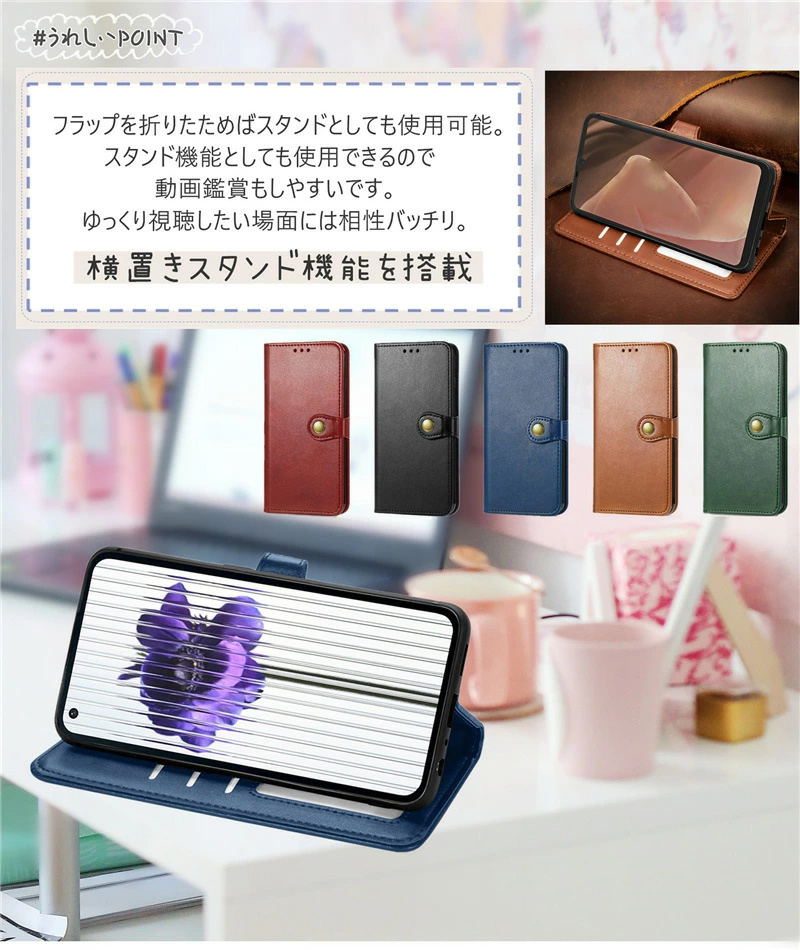 #うれしいPOINT
フラップを折りたためばスタンドとしても使用可能。
スタンド機能としても使用できるので
動画鑑賞もしやすいです。
ゆっくり視聴したい場面には相性バッチリ。
横置きスタンド機能を搭載